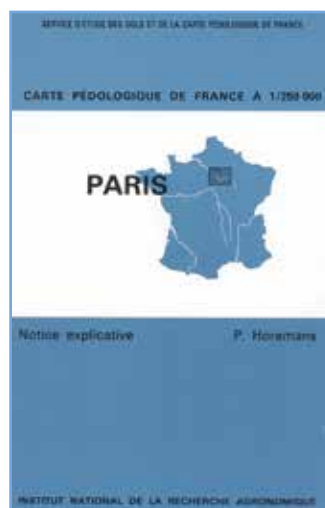 SERVICE D'ETUDE DES SOLS ET DE LA CARTE PEDOLOGIQUE DE FRANCE
CARTE PÉDOLOGIQUE DE FRANCE A 1/250 000
PARIS
Notice explicative P. Horemans
INSTITUT NATIONAL DE LA RECHERCHE AGRONOMIQUE